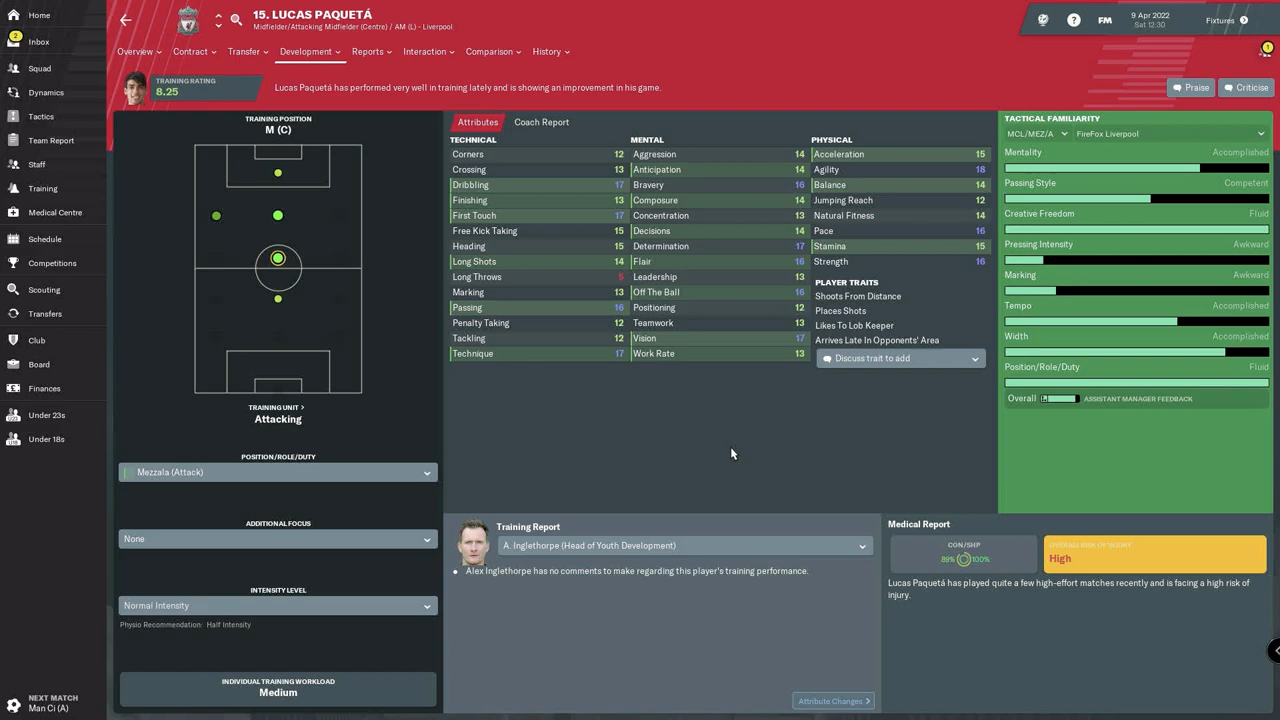 Home
2
Inbox
Squad
Dynamics
Tactics
Team Report
Staff
Training
Medical Centre
Schedule
Competitions
Scouting
Transfers
Club
Board
Finances
Under 23s
Under 18s
NEXT MATCH
Man Ci (A)
15. LUCAS PAQUETÁ
Midfielder/Attacking Midfielder (Centre) / AM (L) - Liverpool
? FM 9 Apr 2022
Sat 12:30
Fixtures
Overview Contract Transfer Development Reports Interaction Comparison History
1
TRAINING RATING
8.25
Lucas Paquetá has performed very well in training lately and is showing an improvement in his game.
Praise Criticise
TRAINING POSITION
M (C)
TRAINING UNIT >
Attacking
POSITION/ROLE/DUTY
Mezzala (Attack)
ADDITIONAL FOCUS
None
INTENSITY LEVEL
Normal Intensity
Physio Recommendation: Half Intensity
INDIVIDUAL TRAINING WORKLOAD
Medium
Attributes Coach Report
TECHNICAL
Corners 12
Crossing 13
Dribbling 17
Finishing 13
First Touch 17
Free Kick Taking 15
Heading 15
Long Shots 14
Long Throws 5
Marking 13
Passing 16
Penalty Taking 12
Tackling 12
Technique 17
MENTAL
Aggression 14
Anticipation 14
Bravery 16
Composure 14
Concentration 13
Decisions 14
Determination 17
Flair 16
Leadership 13
Off The Ball 16
Positioning 12
Teamwork 13
Vision 17
Work Rate 13
PHYSICAL
Acceleration 15
Agility 18
Balance 14
Jumping Reach 12
Natural Fitness 14
Pace 16
Stamina 15
Strength 16
PLAYER TRAITS
Shoots From Distance
Places Shots
Likes To Lob Keeper
Arrives Late In Opponents' Area
Discuss trait to add
TACTICAL FAMILIARITY
MCL/MEZ/A FireFox Liverpool
Mentality Accomplished
Passing Style Competent
Creative Freedom Fluid
Pressing Intensity Awkward
Marking Awkward
Tempo Accomplished
Width Accomplished
Position/Role/Duty Fluid
Overall ASSISTANT MANAGER FEEDBACK
Training Report
A. Inglethorpe (Head of Youth Development)
• Alex Inglethorpe has no comments to make regarding this player's training performance.
Attribute Changes >
Medical Report
CON/SHP
89% 100%
OVERALL RISK OF INJURY
High
Lucas Paquetá has played quite a few high-effort matches recently and is facing a high risk of
injury.